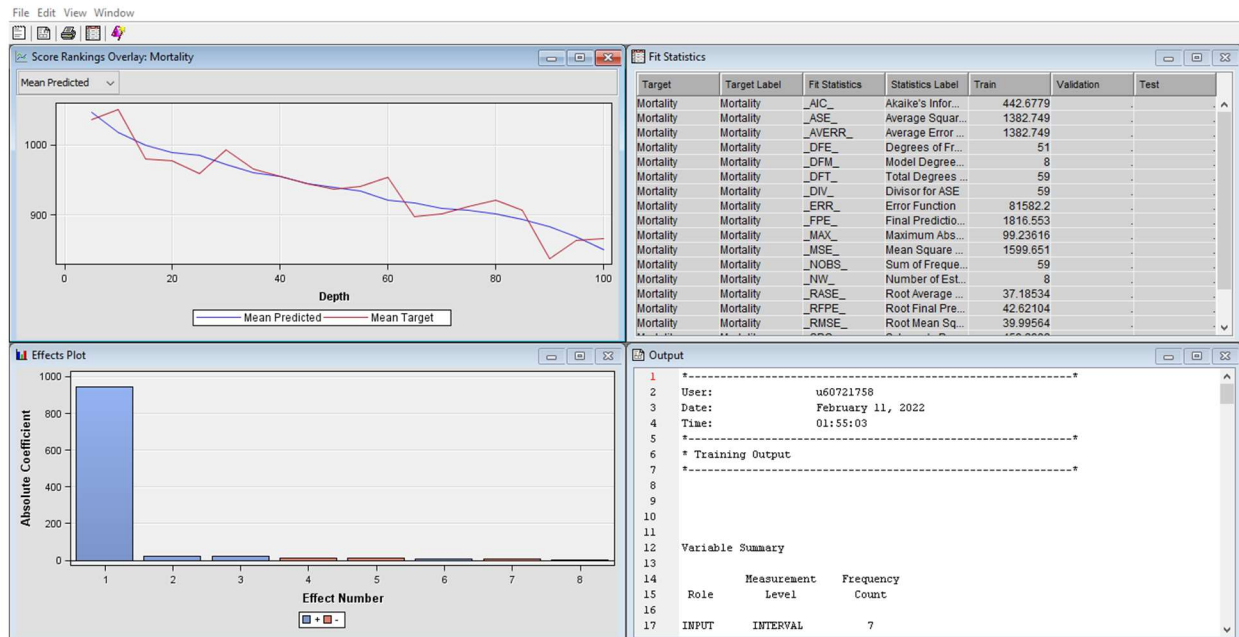 File Edit View Window
Score Rankings Overlay: Mortality
Mean Predicted
1000
900
0 20 40 60 80 100
Depth
Mean Predicted Mean Target
Fit Statistics
Target Target Label Fit Statistics Statistics Label Train Validation Test
Mortality Mortality _AIC_ Akaike's Infor... 442.6779 . .
Mortality Mortality _ASE_ Average Squar... 1382.749 . .
Mortality Mortality _AVERR_ Average Error ... 1382.749 . .
Mortality Mortality _DFE_ Degrees of Fr... 51 . .
Mortality Mortality _DFM_ Model Degree... 8 . .
Mortality Mortality _DFT_ Total Degrees ... 59 . .
Mortality Mortality _DIV_ Divisor for ASE 59 . .
Mortality Mortality _ERR_ Error Function 81582.2 . .
Mortality Mortality _FPE_ Final Predictio... 1816.553 . .
Mortality Mortality _MAX_ Maximum Abs... 99.23616 . .
Mortality Mortality _MSE_ Mean Square ... 1599.651 . .
Mortality Mortality _NOBS_ Sum of Freque... 59 . .
Mortality Mortality _NW_ Number of Est... 8 . .
Mortality Mortality _RASE_ Root Average ... 37.18534 . .
Mortality Mortality _RFPE_ Root Final Pre... 42.62104 . .
Mortality Mortality _RMSE_ Root Mean Sq... 39.99564 . .
Effects Plot
Absolute Coefficient
1000
800
600
400
200
0
1 2 3 4 5 6 7 8
Effect Number
+ -
Output
1 *------------------------------------------------------------*
2 User: u60721758
3 Date: February 11, 2022
4 Time: 01:55:03
5 *------------------------------------------------------------*
6 * Training Output
7 *------------------------------------------------------------*
8
9
10
11
12 Variable Summary
13
14 Measurement Frequency
15 Role Level Count
16
17 INPUT INTERVAL 7